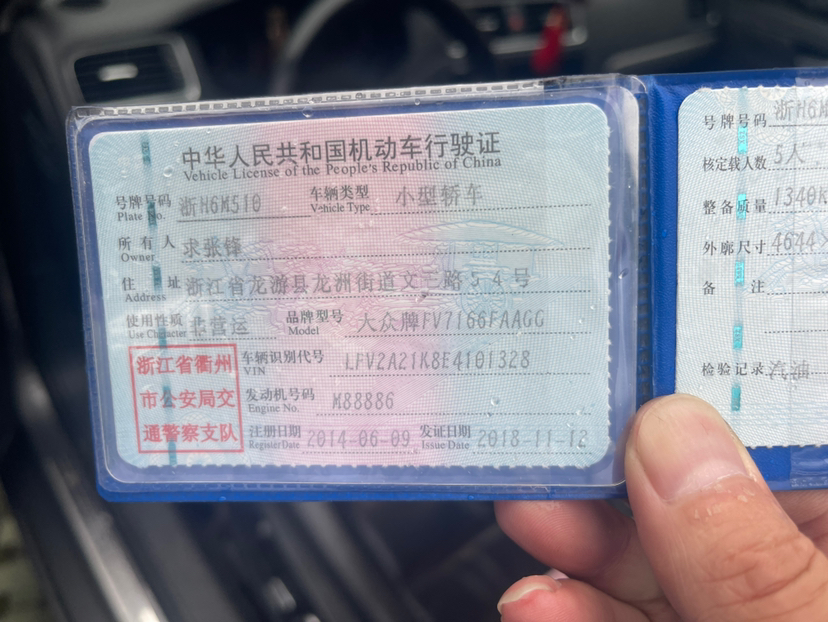 中华人民共和国机动车行驶证
Vehicle License of the People's Republic of China
号牌号码 浙H6M510 车辆类型 小型轿车
Plate No. Vehicle Type
所有人 求张锋
Owner
住址 浙江省龙游县龙洲街道文三路54号
Address
使用性质 非营运 品牌型号 大众牌FV7166FAAGG
Use Character Model
浙江省衢州
市公安局交
通警察支队
车辆识别代号 LFV2A21K8E4101328
VIN
发动机号码 M88886
Engine No.
注册日期 2014-06-09 发证日期 2018-11-12
Register Date Issue Date
号牌号码 浙H6M
核定载人数 5人
整备质量 1340K
外廓尺寸 4644×
备注
检验记录 汽油